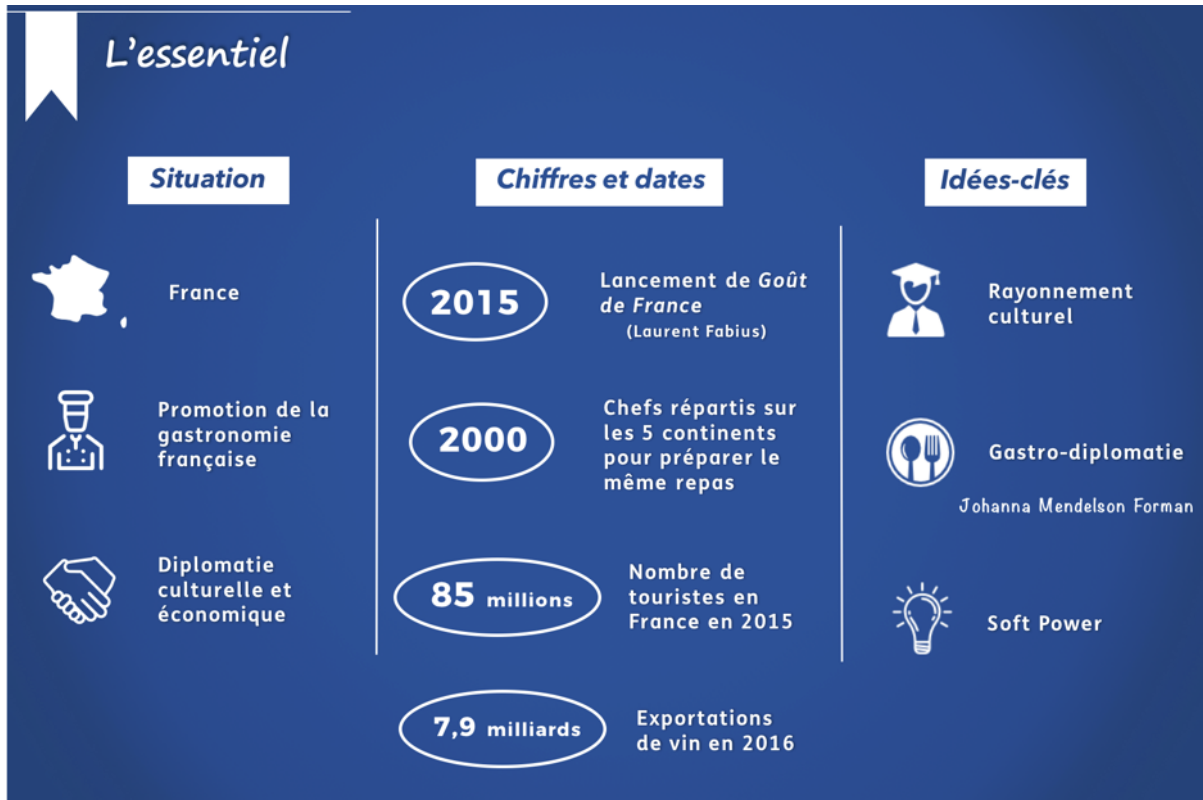 L'essentiel
Situation
France
Promotion de la
gastronomie
française
Diplomatie
culturelle et
économique
Chiffres et dates
2015
Lancement de Goût
de France
(Laurent Fabius)
2000
Chefs répartis sur
les 5 continents
pour préparer le
même repas
85 millions
Nombre de
touristes en
France en 2015
7,9 milliards
Exportations
de vin en 2016
Idées-clés
Rayonnement
culturel
Gastro-diplomatie
Johanna Mendelson Forman
Soft Power